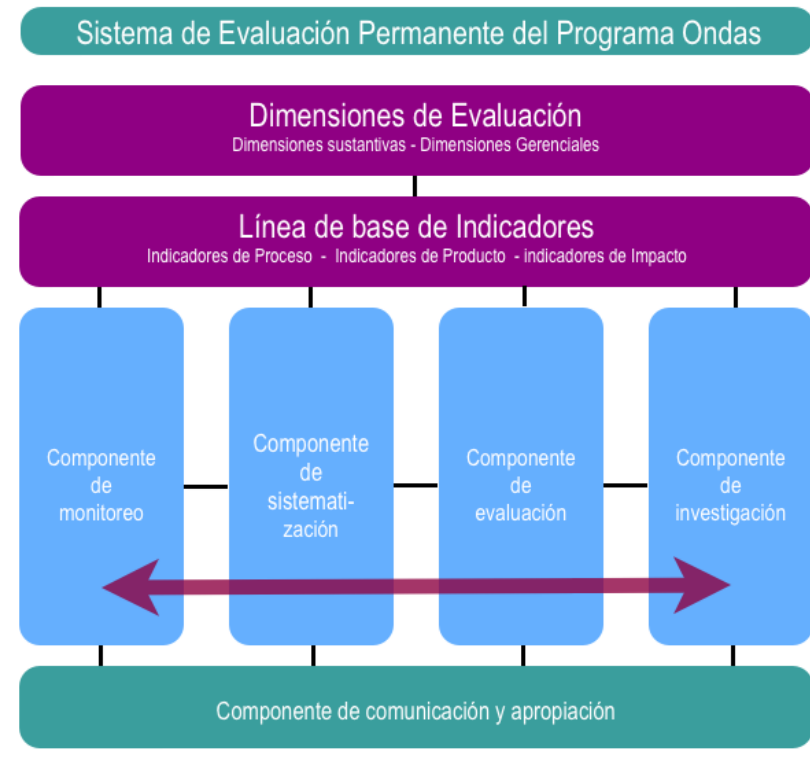 Sistema de Evaluación Permanente del Programa Ondas
Dimensiones de Evaluación
Dimensiones sustantivas - Dimensiones Gerenciales
Línea de base de Indicadores
Indicadores de Proceso - Indicadores de Producto - indicadores de Impacto
Componente
de
monitoreo
Componente
de
sistemati-
zación
Componente
de
evaluación
Componente
de
investigación
Componente de comunicación y apropiación